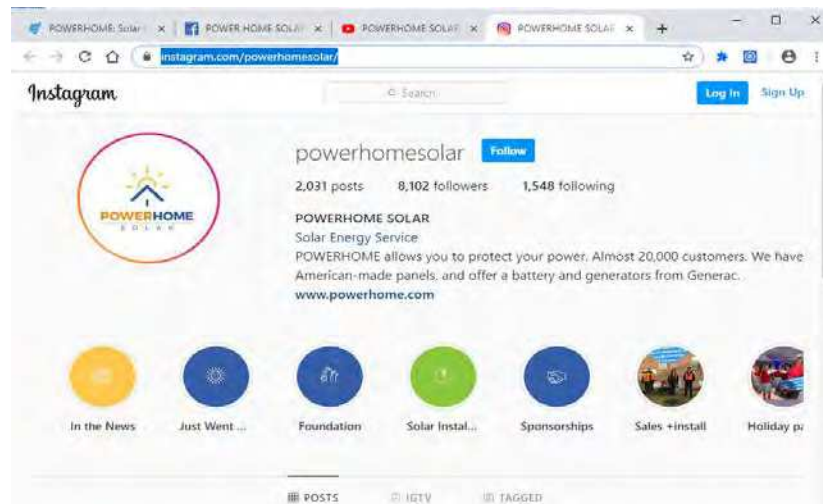 POWERHOME: Solar
POWER HOME SOLA
POWERHOME SOLAR
POWERHOME SOLAR
instagram.com/powerhomesolar/
Instagram
Search
Log In
Sign Up
powerhomesolar
Follow
2,031 posts 8,102 followers 1,548 following
POWERHOME SOLAR
Solar Energy Service
POWERHOME allows you to protect your power. Almost 20,000 customers. We have
American-made panels, and offer a battery and generators from Generac.
www.powerhome.com
POWERHOME
SOLAR
In the News
Just Went ...
Foundation
Solar Instal...
Sponsorships
Sales +install
Holiday pa
POSTS
IGTV
TAGGED